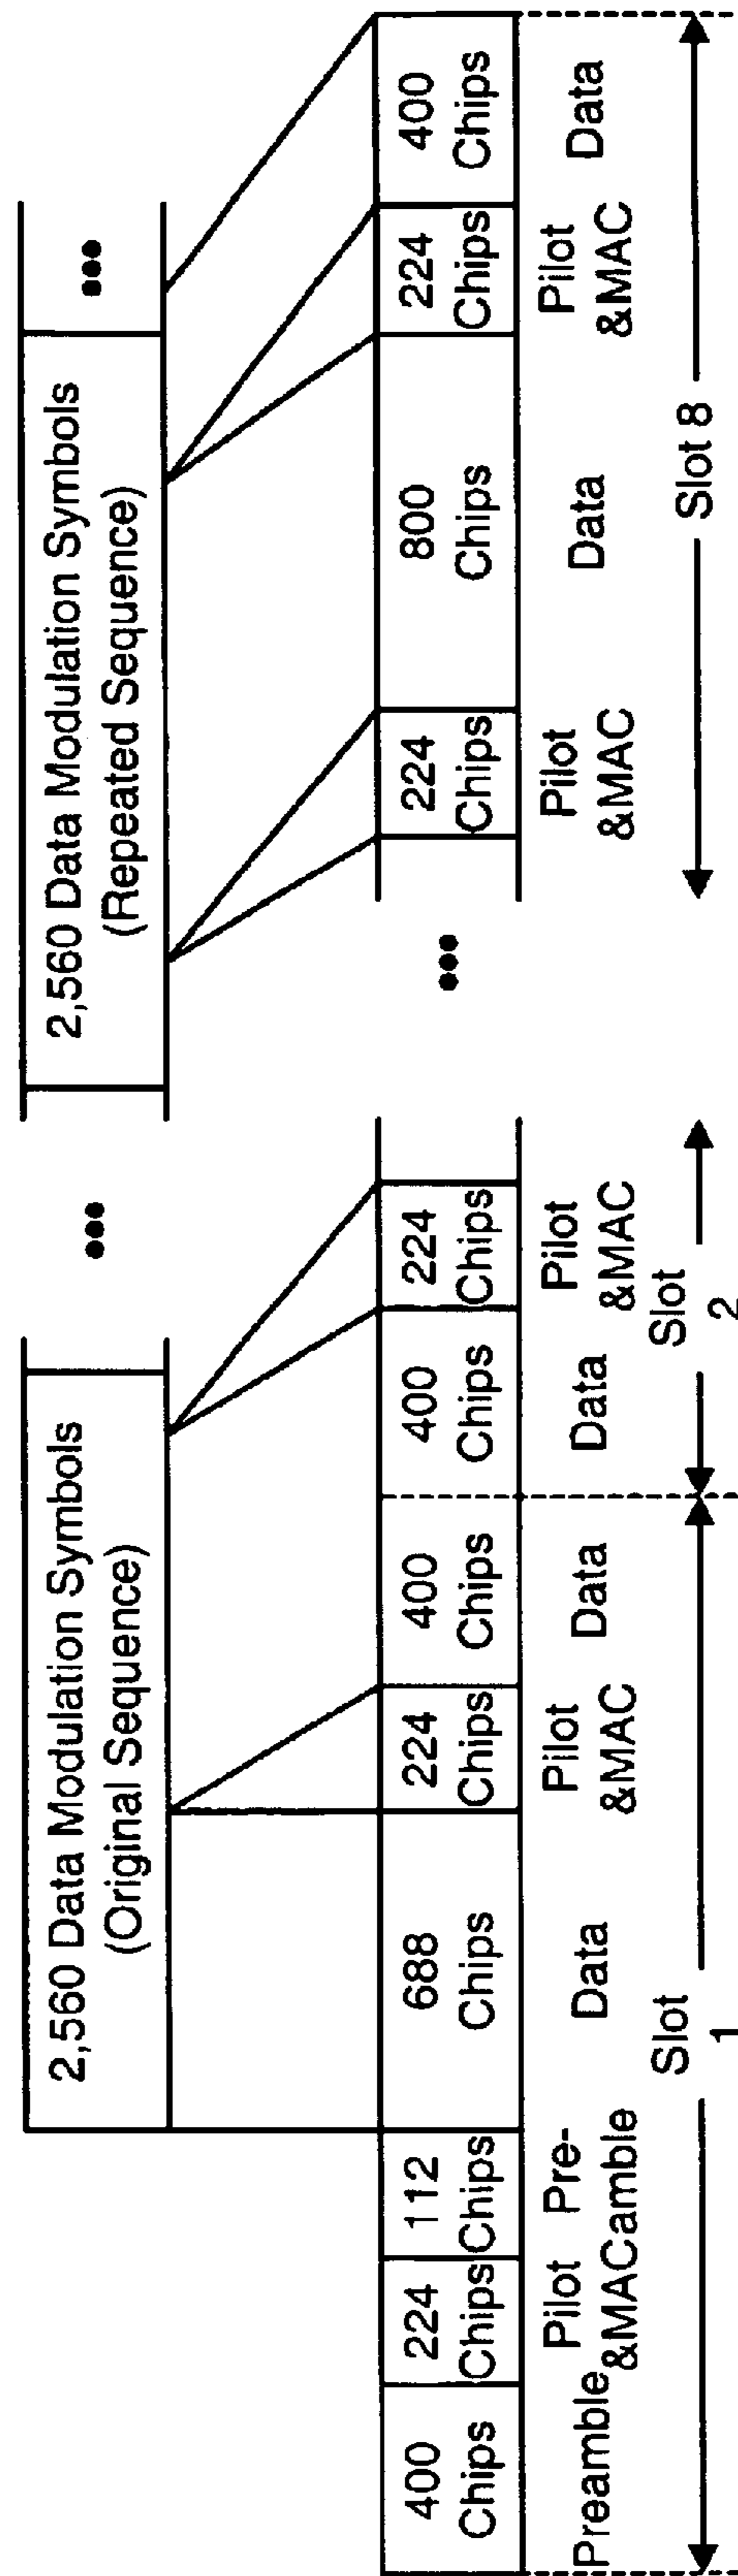 2,560 Data Modulation Symbols
(Original Sequence)
•••
2,560 Data Modulation Symbols
(Repeated Sequence)
•••
400
Chips
224
Chips
112
Chips
688
Chips
224
Chips
400
Chips
400
Chips
224
Chips
•••
224
Chips
800
Chips
224
Chips
400
Chips
Preamble
Pilot
&MAC
Pre-
amble
Data
Pilot
&MAC
Data
Data
Pilot
&MAC
Pilot
&MAC
Data
Pilot
&MAC
Data
Slot
1
Slot
2
Slot 8